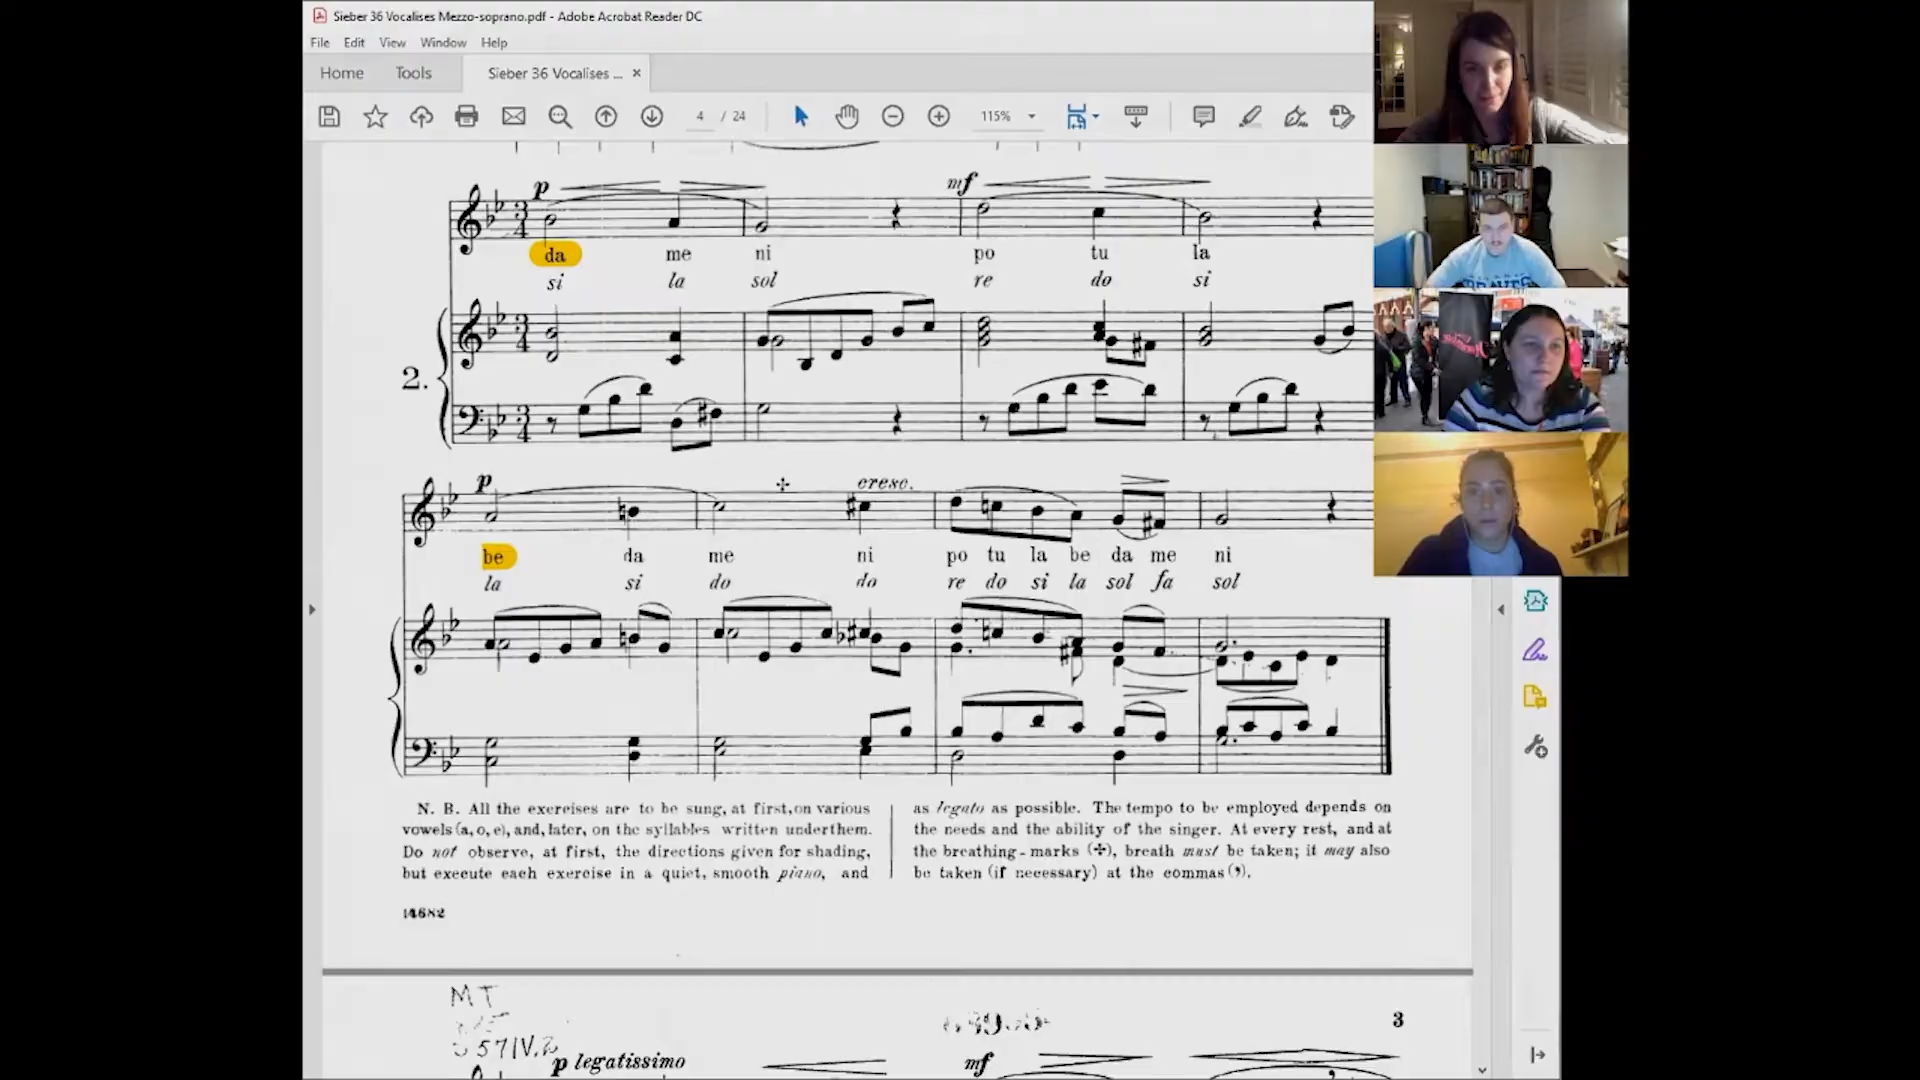 Sieber 36 Vocalises Mezzo-soprano.pdf - Adobe Acrobat Reader DC
File Edit View Window Help
Home Tools Sieber 36 Vocalises ... ×
4 / 24 115%
p mf
da me ni po tu la
si la sol re do si
2.
p cresc.
be da me ni po tu la be da me ni
la si do do re do si la sol fa sol
N. B. All the exercises are to be sung, at first, on various
vowels (a, o, e), and, later, on the syllables written under them.
Do not observe, at first, the directions given for shading,
but execute each exercise in a quiet, smooth piano, and
as legato as possible. The tempo to be employed depends on
the needs and the ability of the singer. At every rest, and at
the breathing-marks (✣), breath must be taken; it may also
be taken (if necessary) at the commas (,).
14682
MT
3
p legatissimo mf